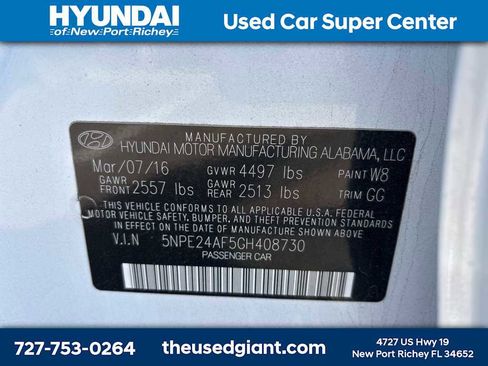 HYUNDAI
of New Port Richey
Used Car Super Center
MANUFACTURED BY
HYUNDAI MOTOR MANUFACTURING ALABAMA, LLC
Mar/07/16 GVWR 4497 lbs PAINT W8
GAWR FRONT 2557 lbs GAWR REAR 2513 lbs TRIM GG
THIS VEHICLE CONFORMS TO ALL APPLICABLE U.S. FEDERAL
MOTOR VEHICLE SAFETY, BUMPER, AND THEFT PREVENTION STANDARDS
IN EFFECT ON THE DATE OF MANUFACTURE SHOWN ABOVE.
V.I.N 5NPE24AF5GH408730
PASSENGER CAR
727-753-0264
theusedgiant.com
4727 US Hwy 19
New Port Richey FL 34652